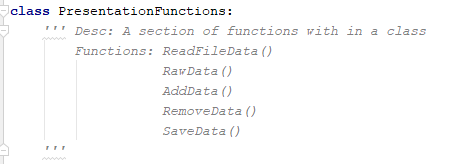 class PresentationFunctions:
''' Desc: A section of functions with in a class
Functions: ReadFileData()
RawData()
AddData()
RemoveData()
SaveData()
'''